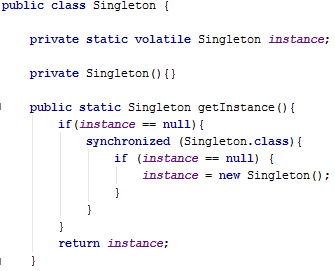 public class Singleton {
private static volatile Singleton instance;
private Singleton(){}
public static Singleton getInstance(){
if(instance == null){
synchronized (Singleton.class){
if (instance == null) {
instance = new Singleton();
}
}
}
return instance;
}